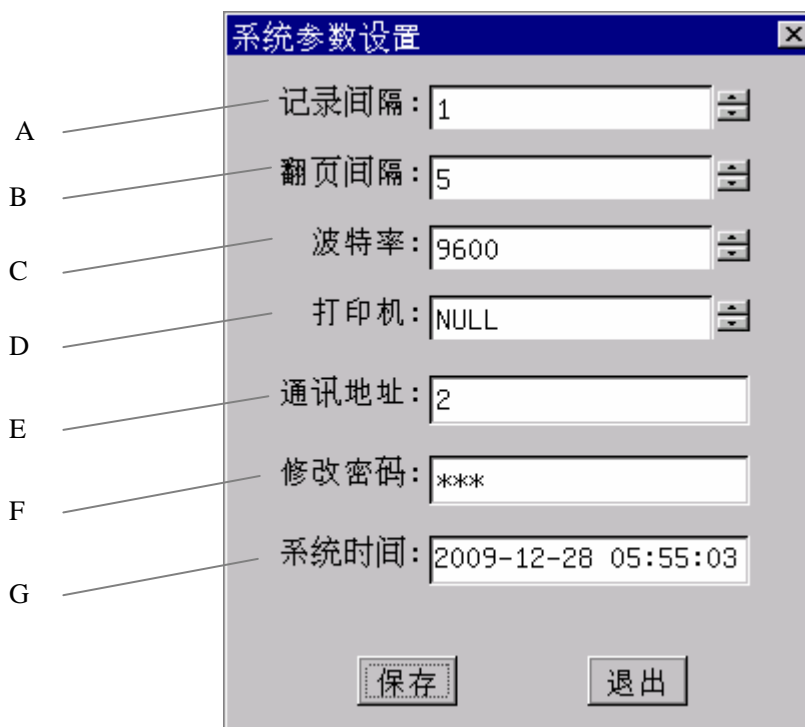 系统参数设置
A 记录间隔: 1
B 翻页间隔: 5
C 波特率: 9600
D 打印机: NULL
E 通讯地址: 2
F 修改密码: ***
G 系统时间: 2009-12-28 05:55:03
保存 退出